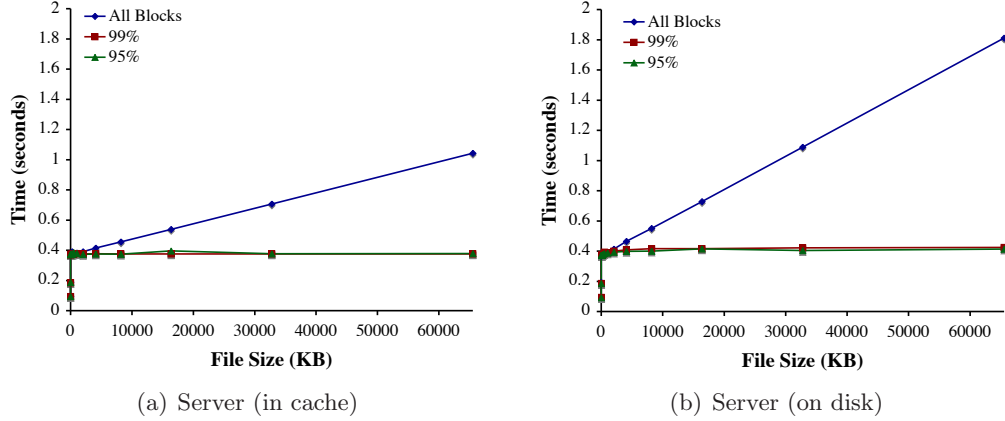 2
1.8
1.6
1.4
1.2
1
0.8
0.6
0.4
0.2
0
Time (seconds)
All Blocks
99%
95%
0 10000 20000 30000 40000 50000 60000
File Size (KB)
(a) Server (in cache)
2
1.8
1.6
1.4
1.2
1
0.8
0.6
0.4
0.2
0
Time (seconds)
All Blocks
99%
95%
0 10000 20000 30000 40000 50000 60000
File Size (KB)
(b) Server (on disk)